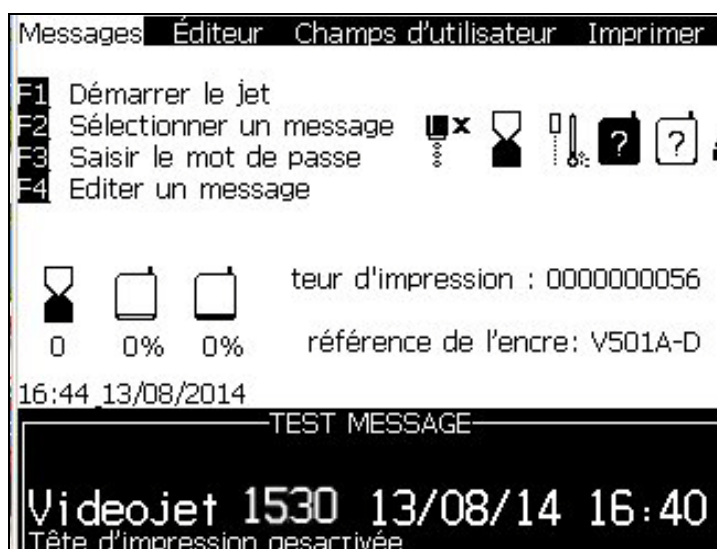 Messages Éditeur Champs d'utilisateur Imprimer
F1 Démarrer le jet
F2 Sélectionner un message
F3 Saisir le mot de passe
F4 Editer un message
? ?
teur d'impression : 0000000056
0 0% 0% référence de l'encre: V501A-D
16:44 13/08/2014
TEST MESSAGE
Videojet 1530 13/08/14 16:40
Tête d'impression